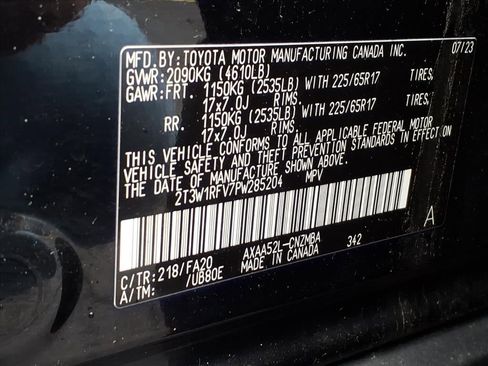 MFD.BY:TOYOTA MOTOR MANUFACTURING CANADA INC. 07/23
GVWR:2090KG (4610LB)
GAWR:FRT. 1150KG (2535LB) WITH 225/65R17 TIRES,
17x7.0J RIMS.
RR. 1150KG (2535LB) WITH 225/65R17 TIRES,
17x7.0J RIMS.
THIS VEHICLE CONFORMS TO ALL APPLICABLE FEDERAL MOTOR
VEHICLE SAFETY AND THEFT PREVENTION STANDARDS IN EFFECT ON
THE DATE OF MANUFACTURE SHOWN ABOVE.
2T3W1RFV7PW285204 MPV
A
C/TR:218/FA20 AXAA52L-CNZMBA 342
A/TM: /UB80E MADE IN CANADA